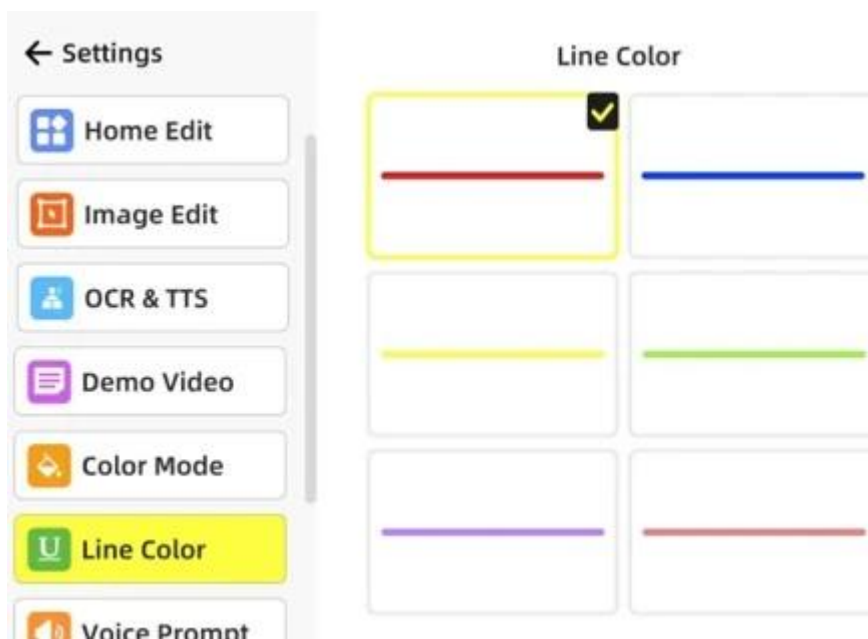 ← Settings
Home Edit
Image Edit
OCR & TTS
Demo Video
Color Mode
U Line Color
Voice Prompt
Line Color